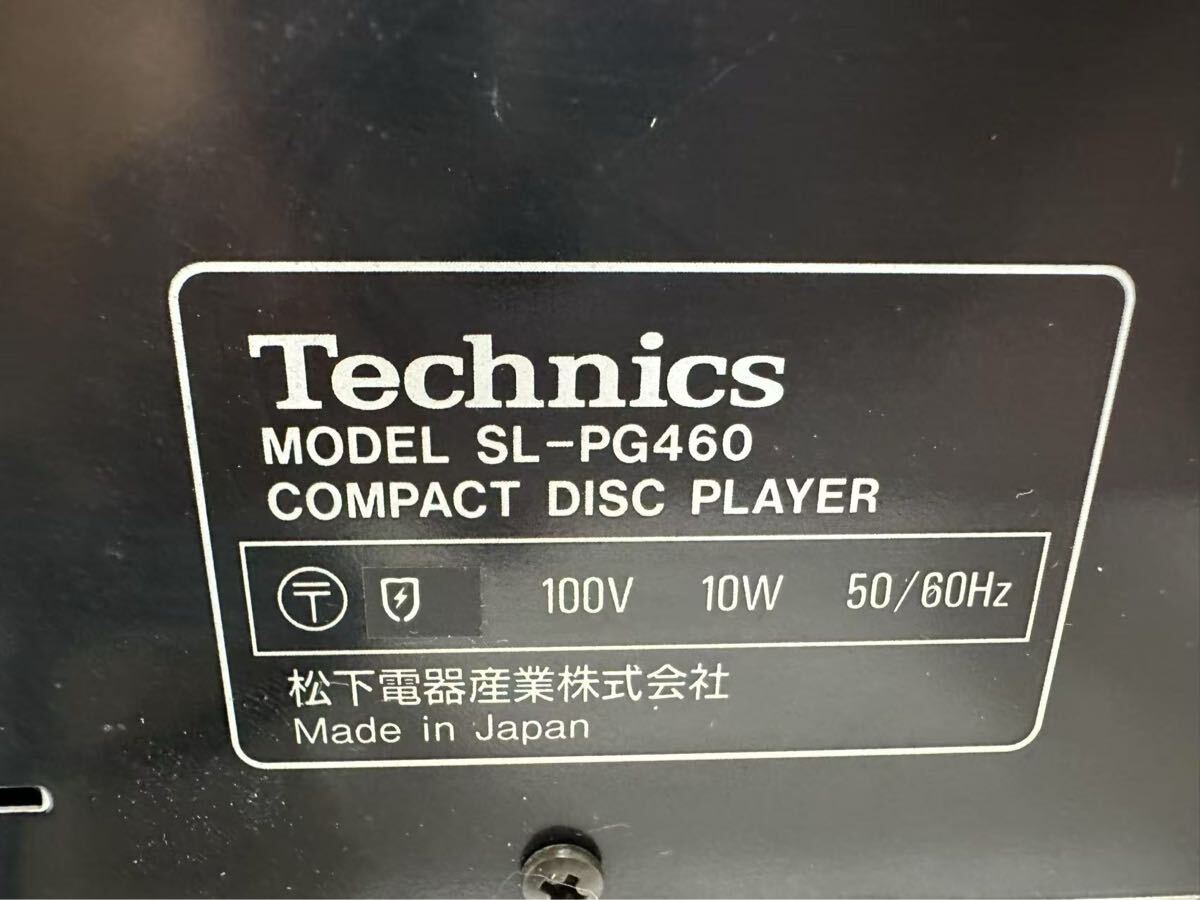 Technics
MODEL SL-PG460
COMPACT DISC PLAYER
〒 100V 10W 50/60Hz
松下電器産業株式会社
Made in Japan